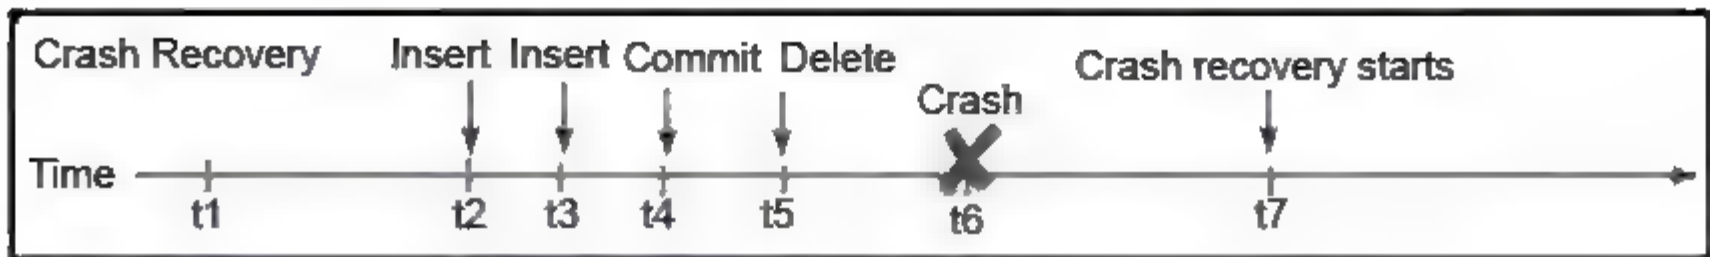 Crash Recovery
Insert Insert Commit Delete
Crash
Crash recovery starts
Time
t1 t2 t3 t4 t5 t6 t7